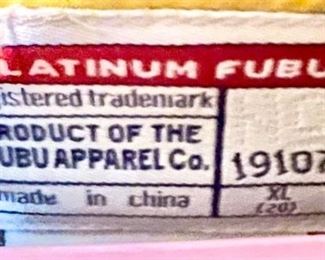 LATINUM FUBU
istered trademark
RODUCT OF THE
UBU APPAREL Co.
19107
made in china
XL
(20)